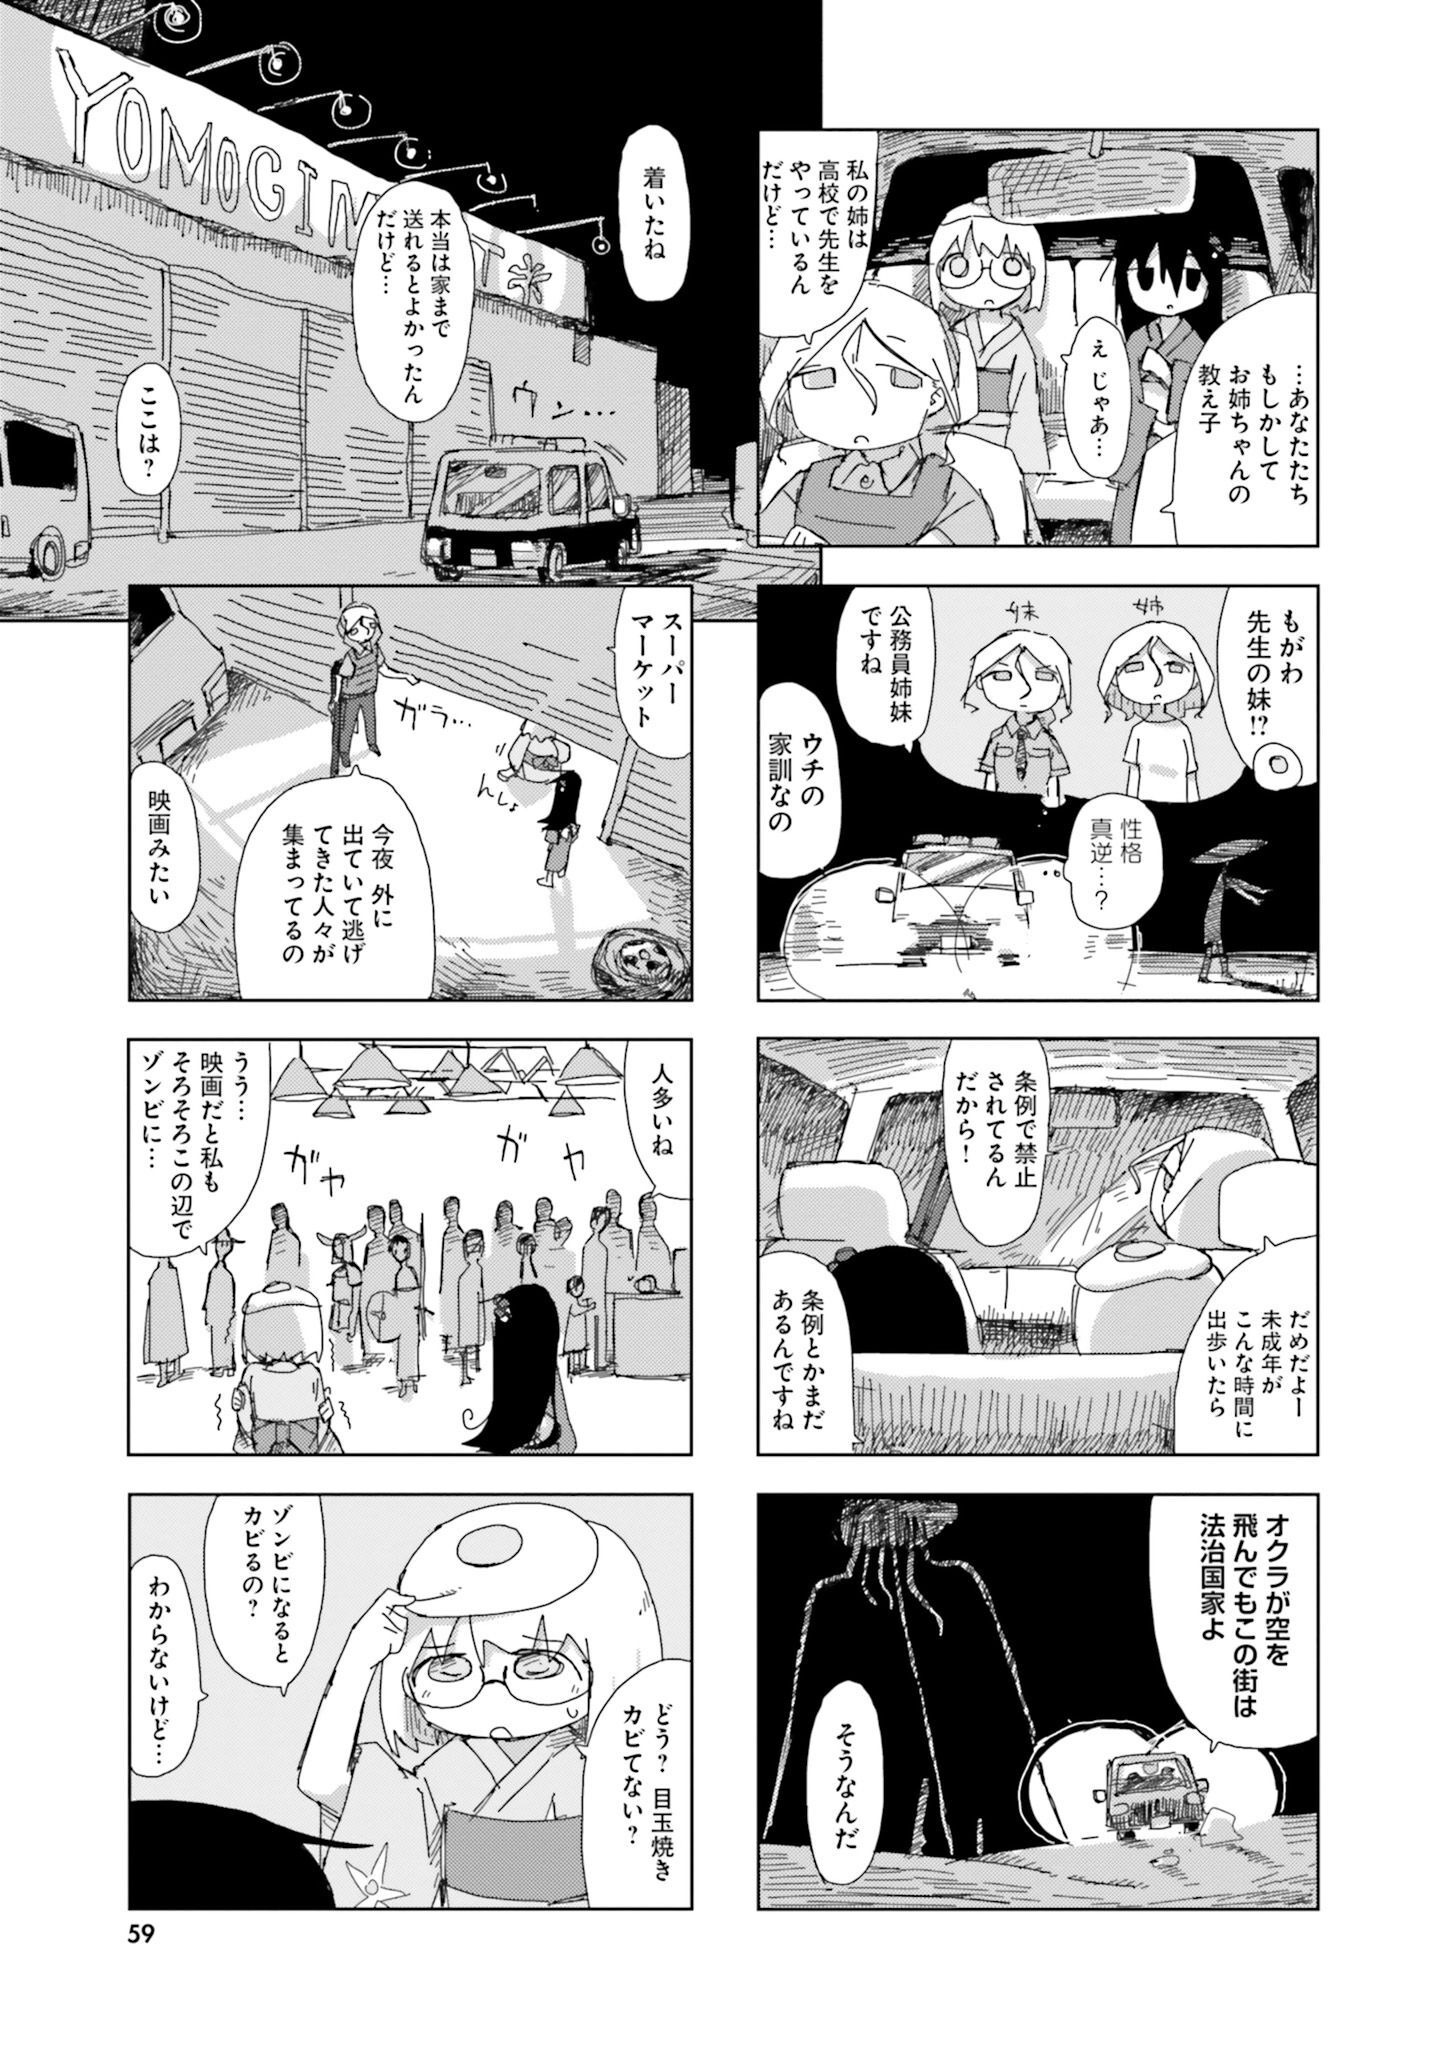 …あなたたち
もしかして
お姉ちゃんの
教え子
え じゃあ…
私の姉は
高校で先生を
やっているん
だけど…
もがわ
先生の妹!?
姉
妹
公務員姉妹
ですね
性格
真逆…?
ウチの
家訓なの
だめだよー
未成年が
こんな時間に
出歩いたら
条例で禁止
されてるん
だから!
条例とかまだ
あるんですね
オクラが空を
飛んでもこの街は
法治国家よ
そうなんだ
YOMOGIM
T
着いたね
本当は家まで
送れるとよかったん
だけど…
ウン…
ここは?
スーパー
マーケット
ガラ…
んしょ
今夜 外に
出ていて逃げ
てきた人々が
集まってるの
映画みたい
人多いね
ガヤ
ガヤ
うう…
映画だと私も
そろそろこの辺で
ゾンビに…
どう? 目玉焼き
カビてない?
ゾンビになると
カビるの?
わからないけど…
59